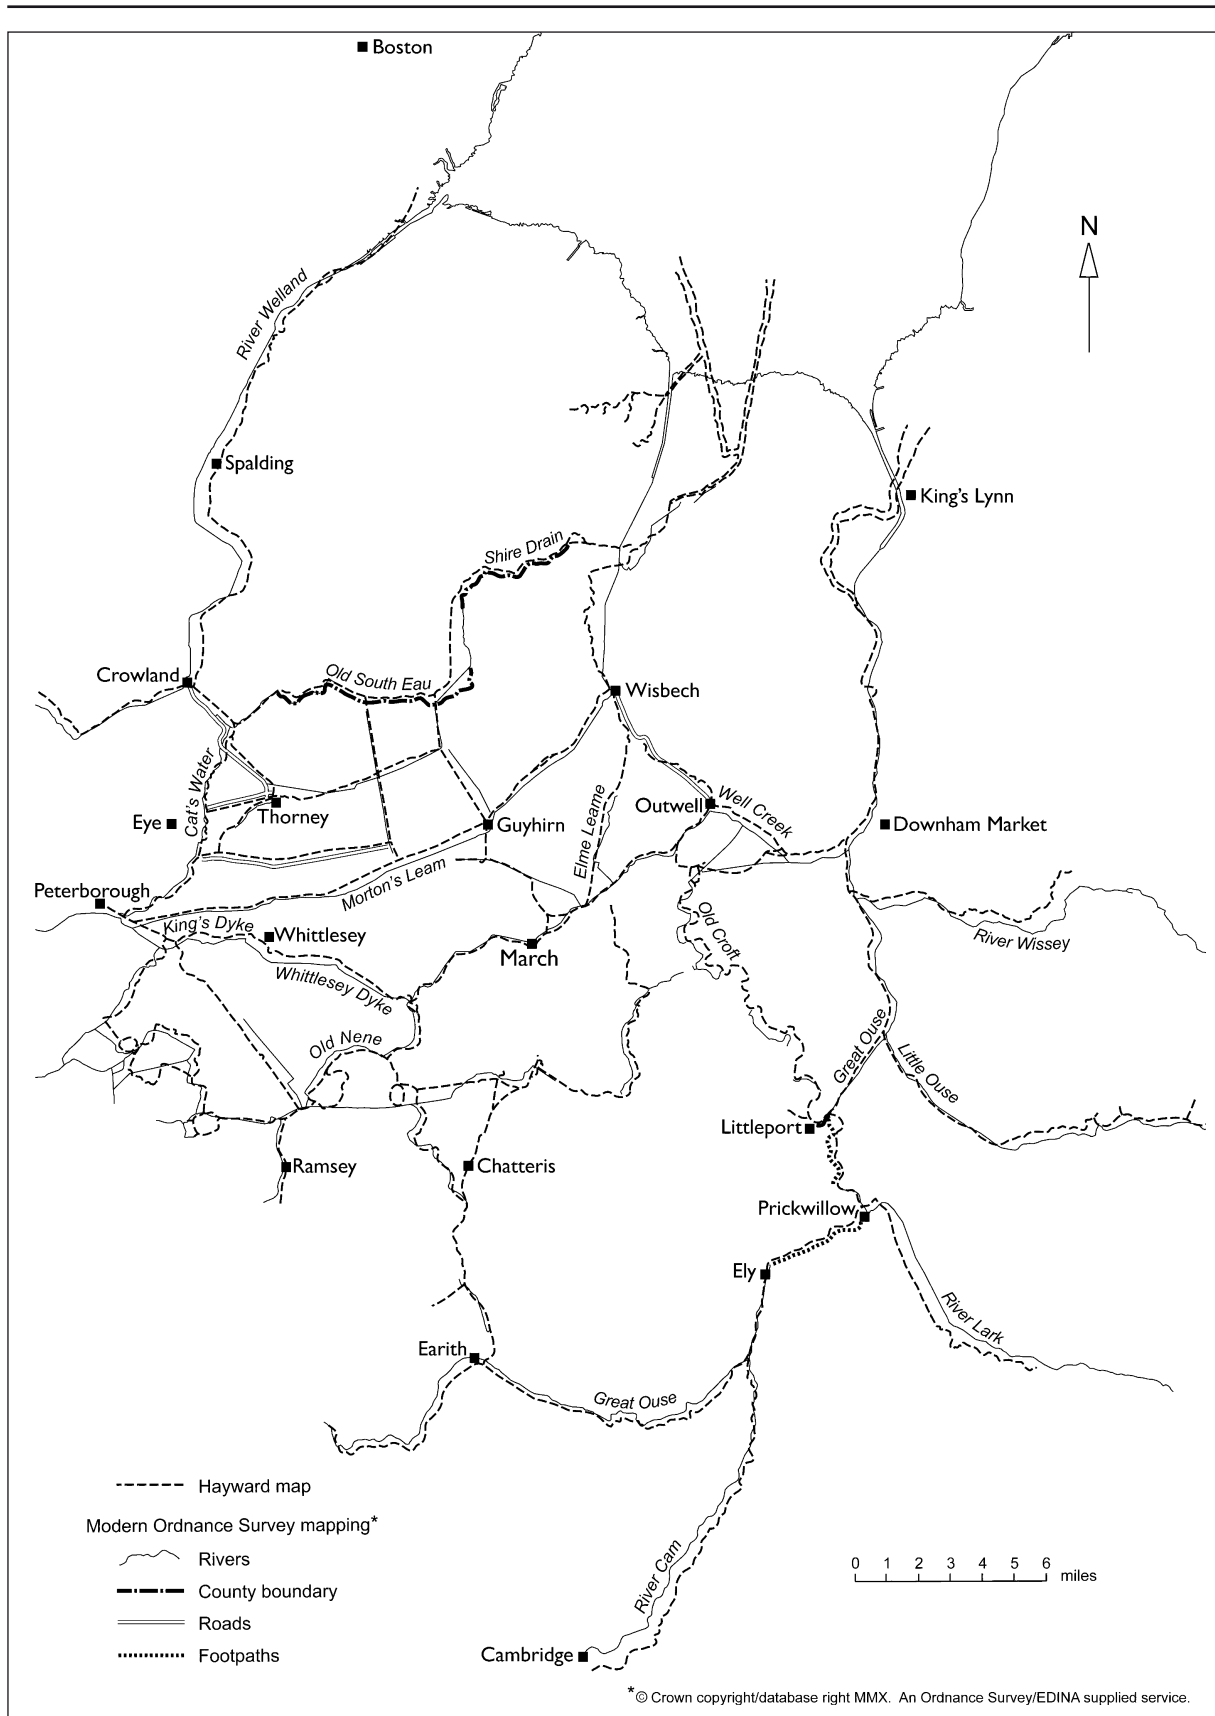 Boston
N
River Welland
Spalding
King's Lynn
Shire Drain
Crowland
Old South Eau
Wisbech
Cat's Water
Eye
Thorney
Elme Leame
Outwell
Well Creek
Guyhirn
Downham Market
Morton's Leam
Peterborough
King's Dyke
Whittlesey
Old Croft
River Wissey
March
Whittlesey Dyke
Old Nene
Great Ouse
Little Ouse
Littleport
Ramsey
Chatteris
Prickwillow
Ely
River Lark
Earith
Great Ouse
Hayward map
Modern Ordnance Survey mapping*
Rivers
County boundary
Roads
Footpaths
River Cam
0 1 2 3 4 5 6 miles
Cambridge
*© Crown copyright/database right MMX. An Ordnance Survey/EDINA supplied service.